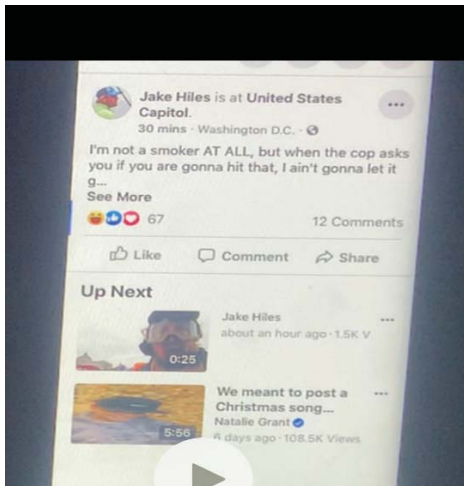 Jake Hiles is at United States
Capitol.
30 mins · Washington D.C. ·
I'm not a smoker AT ALL, but when the cop asks
you if you are gonna hit that, I ain't gonna let it
g...
See More
67
12 Comments
Like
Comment
Share
Up Next
Jake Hiles
about an hour ago · 1.5K V
0:25
We meant to post a
Christmas song...
Natalie Grant
6 days ago · 108.5K Views
5:56